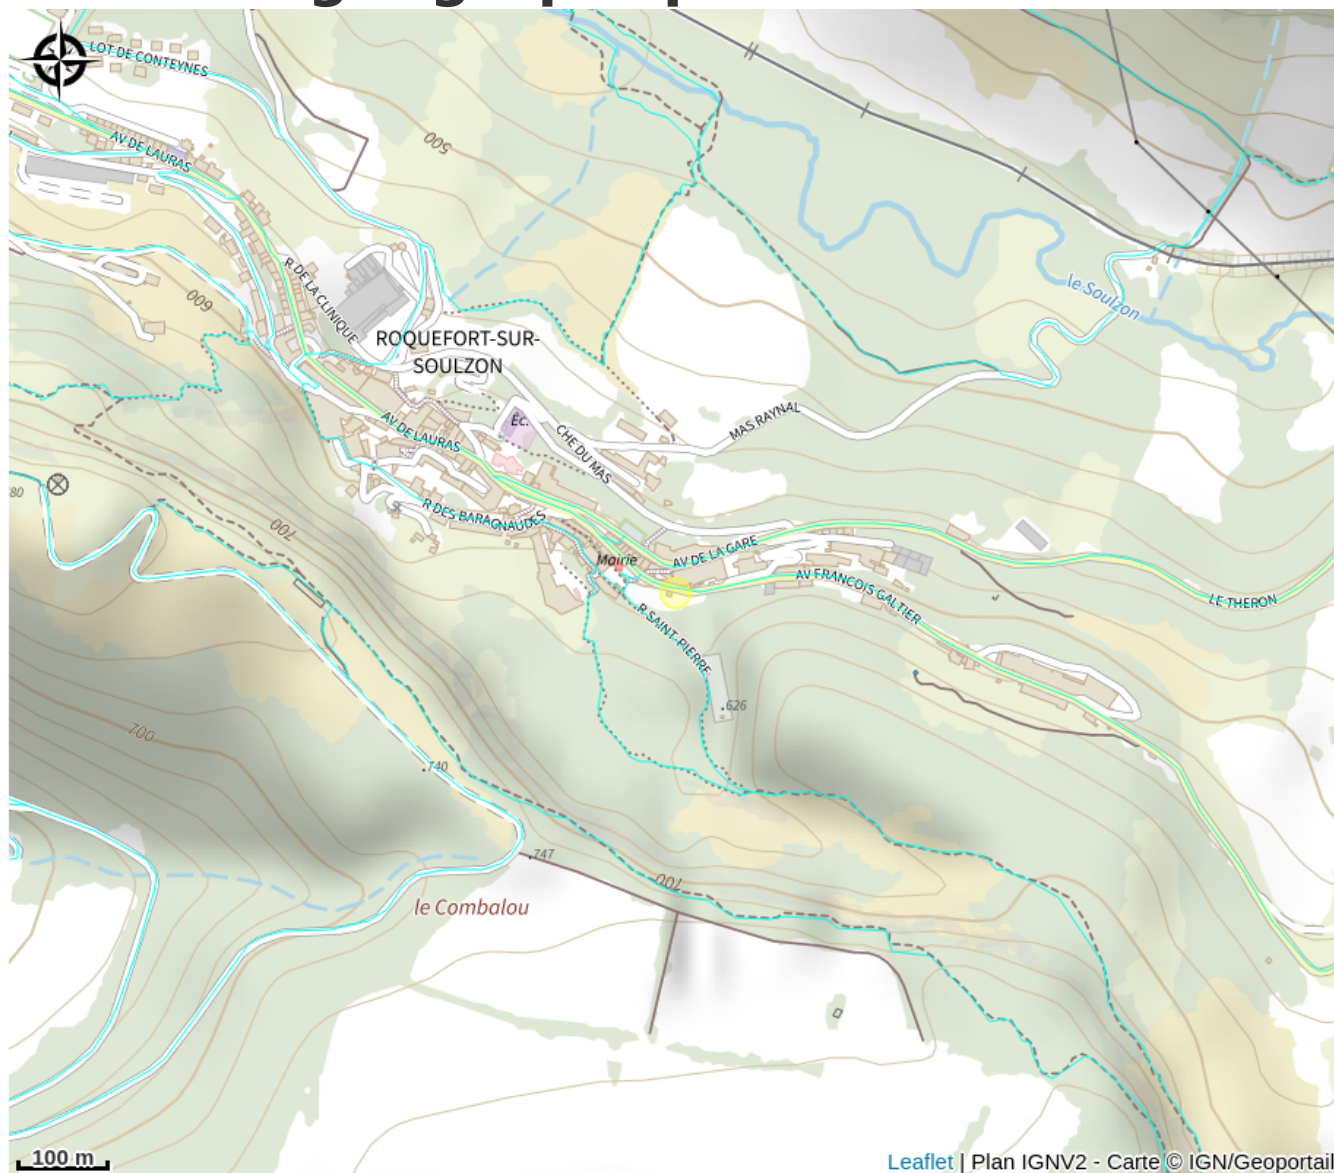 LOT DE CONTEYNES
AV DE LAURAS
500
R DE LA CLINIQUE
600
le Soulzon
ROQUEFORT-SUR-
SOULZON
Éc.
MAS RAYNAL
AV DE LAURAS
CHE DU MAS
80
R DES BARAGNAUDES
700
Mairie
AV DE LA GARE
AV FRANCOIS GALTIER
LE THERON
R SAINT-PIERRE
626
700
740
747
700
le Combalou
100 m
Leaflet | Plan IGNV2 - Carte © IGN/Geoportail